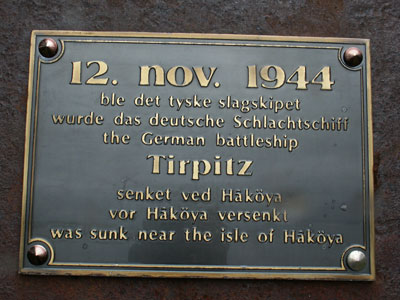 12. nov. 1944
ble det tyske slagskipet
wurde das deutsche Schlachtschiff
the German battleship
Tirpitz
senket ved Håköya
vor Håköya versenkt
was sunk near the isle of Håköya